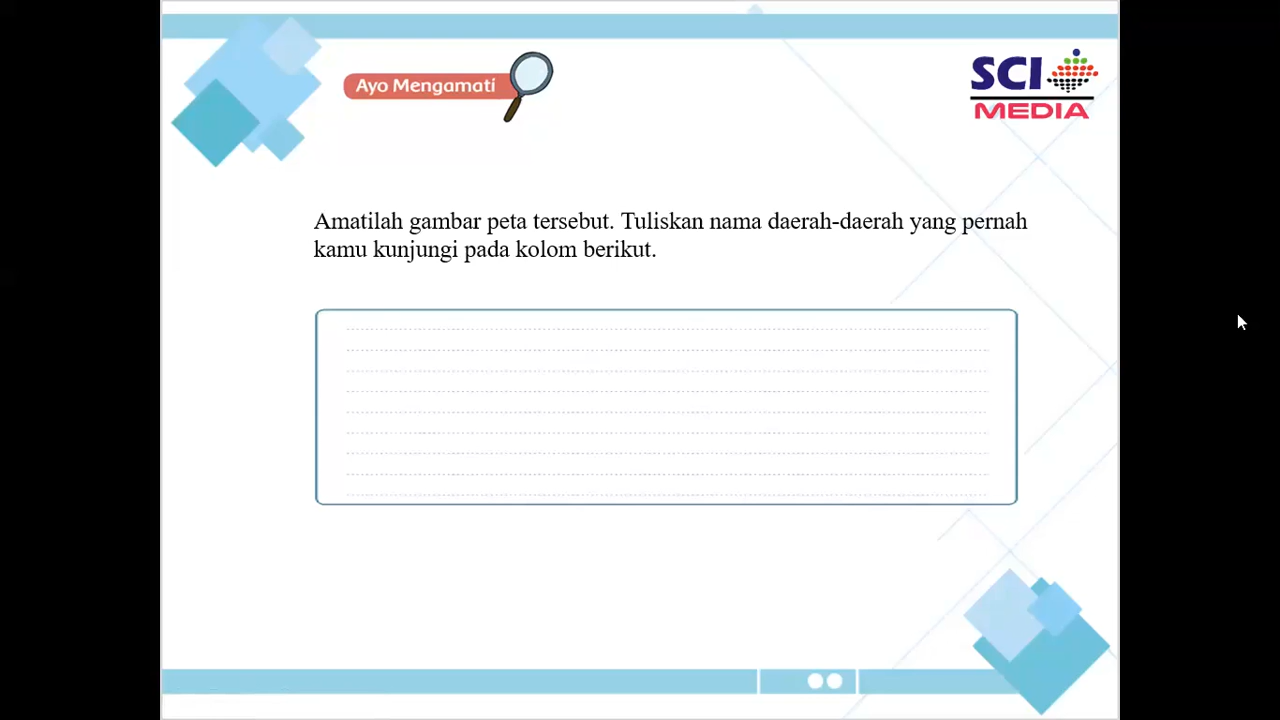 Ayo Mengamati
SCI
MEDIA
Amatilah gambar peta tersebut. Tuliskan nama daerah-daerah yang pernah
kamu kunjungi pada kolom berikut.